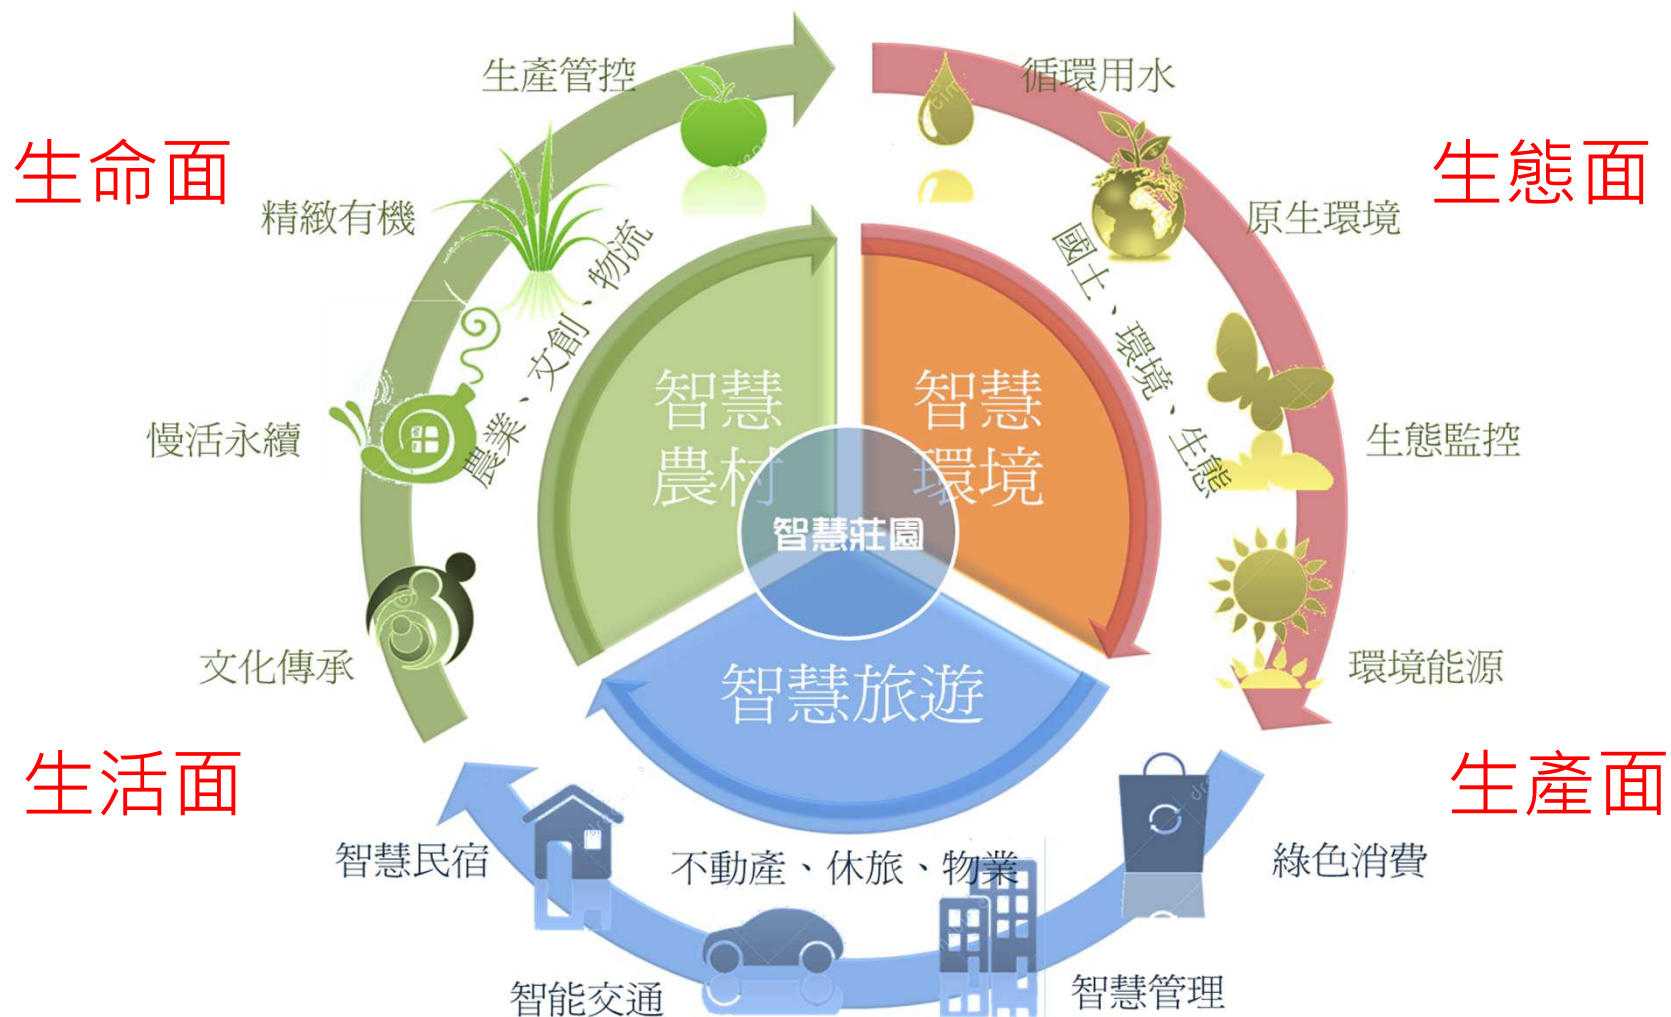 生產管控
循環用水
生命面
生態面
精緻有機
原生環境
農業、文創、物流
國土、環境、生態
智慧
農村
智慧
環境
慢活永續
生態監控
智慧莊園
文化傳承
環境能源
智慧旅遊
生活面
生產面
智慧民宿
不動產、休旅、物業
綠色消費
智能交通
智慧管理